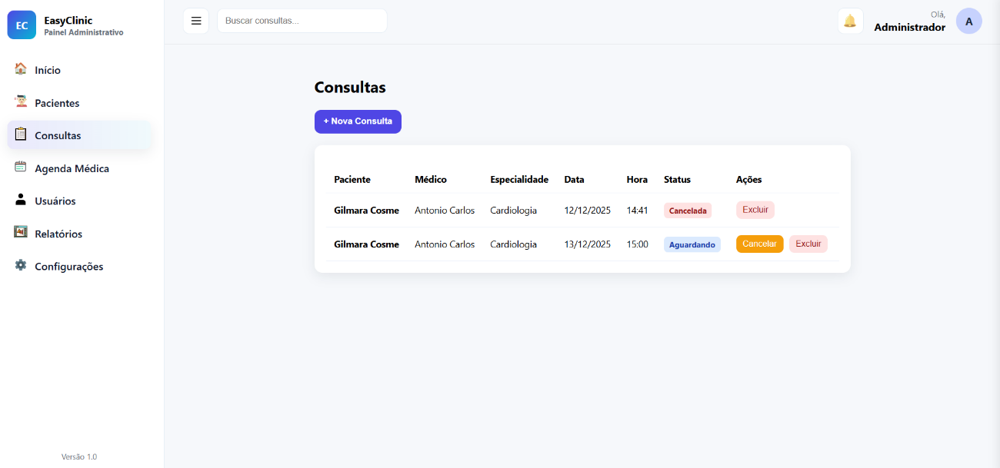 EC
EasyClinic
Painel Administrativo
Buscar consultas...
Olá,
Administrador
A
Início
Pacientes
Consultas
Agenda Médica
Usuários
Relatórios
Configurações
Versão 1.0
Consultas
+ Nova Consulta
Paciente Médico Especialidade Data Hora Status Ações
Gilmara Cosme Antonio Carlos Cardiologia 12/12/2025 14:41 Cancelada Excluir
Gilmara Cosme Antonio Carlos Cardiologia 13/12/2025 15:00 Aguardando Cancelar Excluir